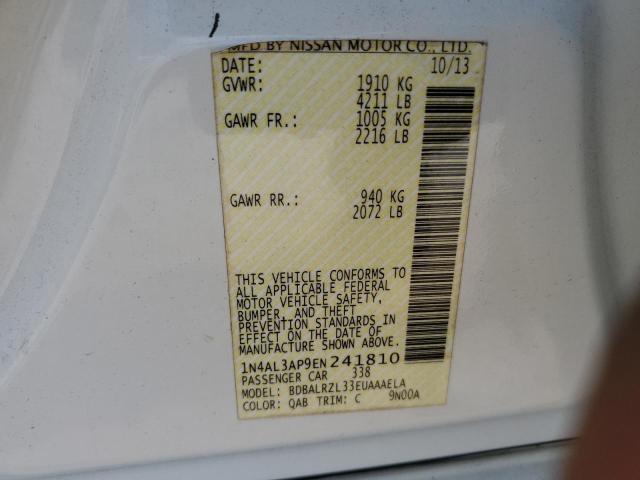 MFD BY NISSAN MOTOR CO., LTD.
DATE: 10/13
GVWR: 1910 KG
4211 LB
GAWR FR.: 1005 KG
2216 LB
GAWR RR.: 940 KG
2072 LB
THIS VEHICLE CONFORMS TO
ALL APPLICABLE FEDERAL
MOTOR VEHICLE SAFETY,
BUMPER, AND THEFT
PREVENTION STANDARDS IN
EFFECT ON THE DATE OF
MANUFACTURE SHOWN ABOVE.
1N4AL3AP9EN241810
PASSENGER CAR 338
MODEL: BDBALRZL33EUAAAELA
COLOR: QAB TRIM: C 9N00A